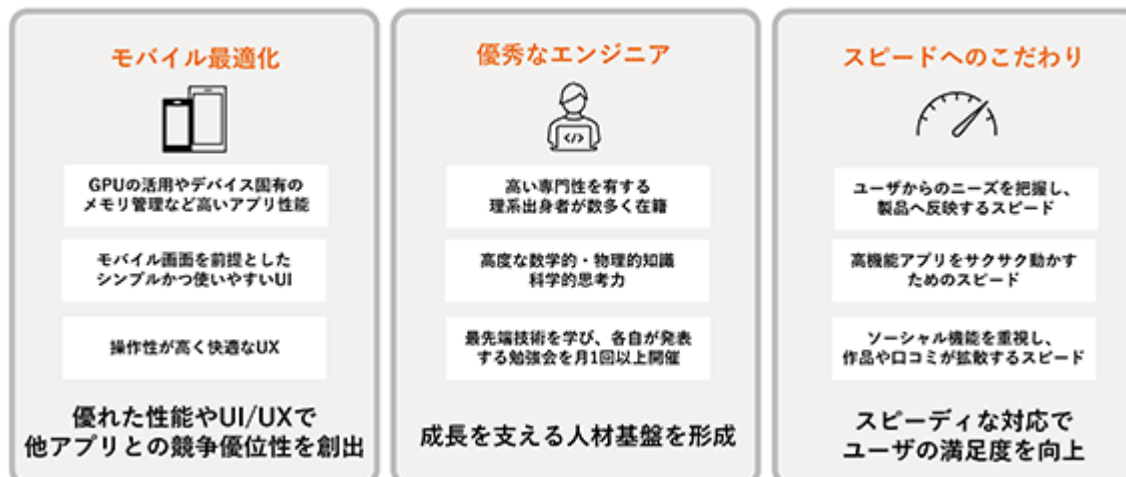 モバイル最適化
GPUの活用やデバイス固有の
メモリ管理など高いアプリ性能
モバイル画面を前提とした
シンプルかつ使いやすいUI
操作性が高く快適なUX
優れた性能やUI/UXで
他アプリとの競争優位性を創出
優秀なエンジニア
</>
高い専門性を有する
理系出身者が数多く在籍
高度な数学的・物理的知識
科学的思考力
最先端技術を学び、各自が発表
する勉強会を月1回以上開催
成長を支える人材基盤を形成
スピードへのこだわり
ユーザからのニーズを把握し、
製品へ反映するスピード
高機能アプリをサクサク動かす
ためのスピード
ソーシャル機能を重視し、
作品や口コミが拡散するスピード
スピーディな対応で
ユーザの満足度を向上